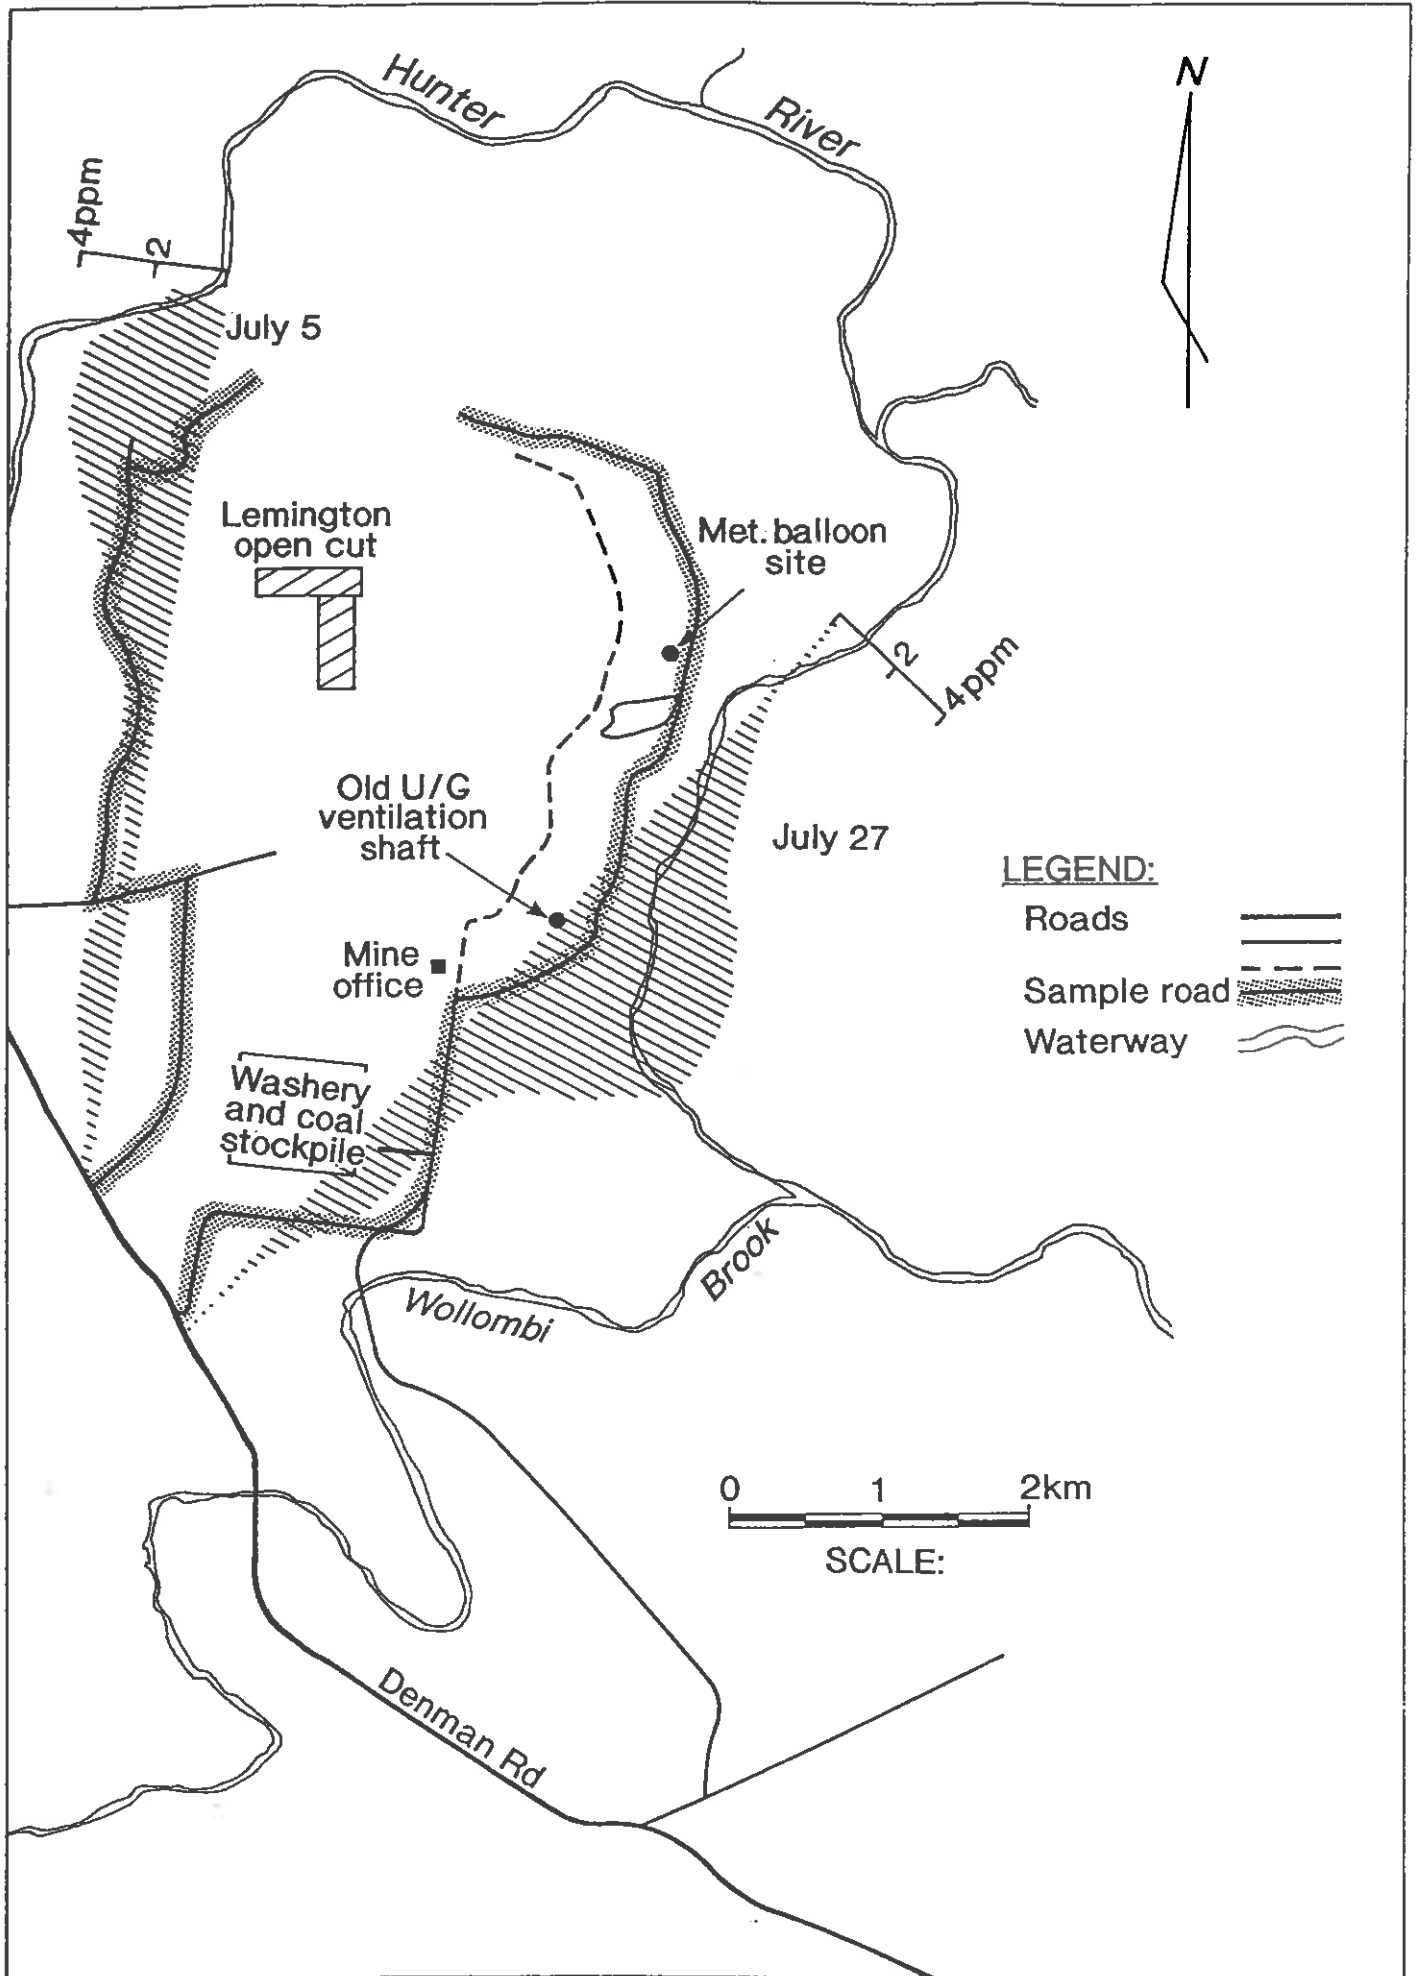 Hunter
River
N
4ppm
2
July 5
Lemington
open cut
Met. balloon
site
2
4ppm
Old U/G
ventilation
shaft
July 27
LEGEND:
Roads
Sample road
Waterway
Mine
office
Washery
and coal
stockpile
Wollombi
Brook
0 1 2km
SCALE:
Denman Rd